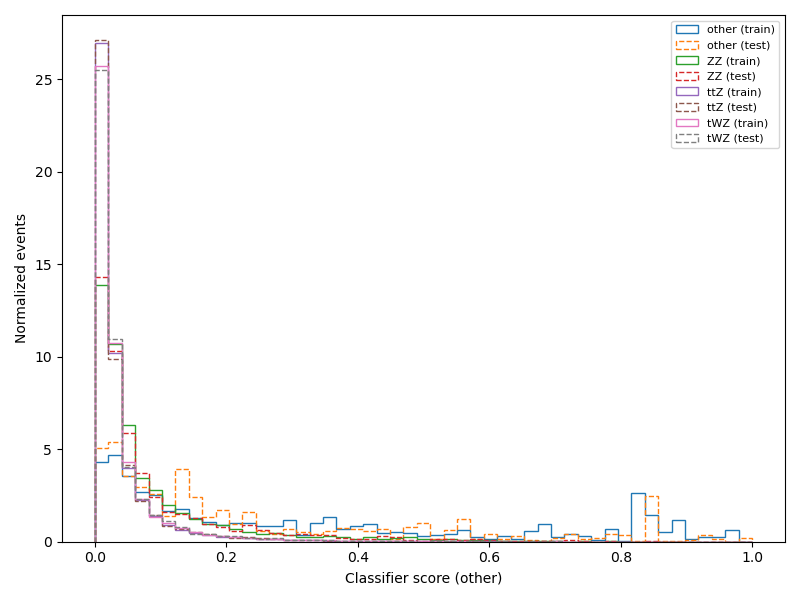 other (train)
other (test)
ZZ (train)
ZZ (test)
ttZ (train)
ttZ (test)
tWZ (train)
tWZ (test)
Normalized events
25
20
15
10
5
0
0.0 0.2 0.4 0.6 0.8 1.0
Classifier score (other)